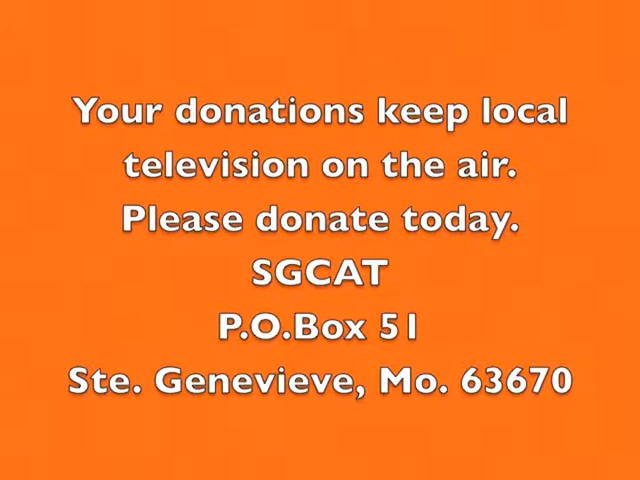 Your donations keep local
television on the air.
Please donate today.
SGCAT
P.O.Box 51
Ste. Genevieve, Mo. 63670